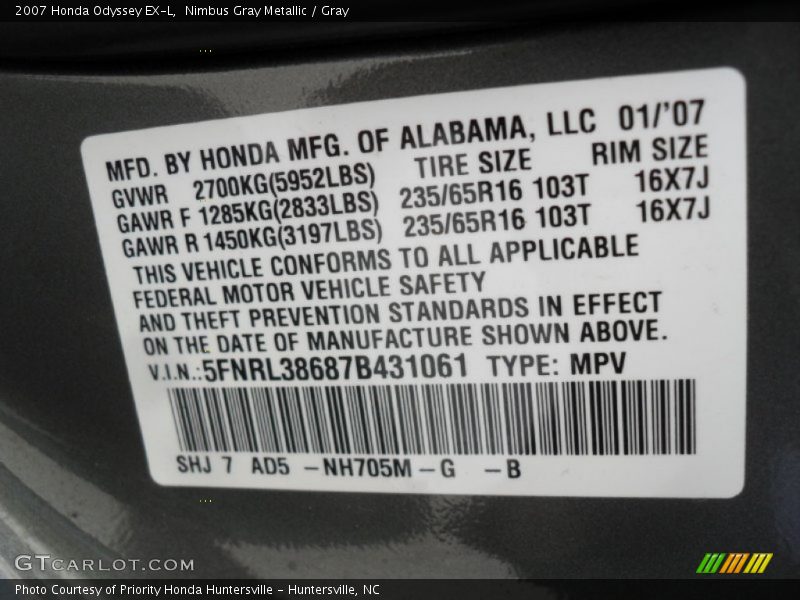 2007 Honda Odyssey EX-L, Nimbus Gray Metallic / Gray
MFD. BY HONDA MFG. OF ALABAMA, LLC 01/'07
GVWR 2700KG(5952LBS) TIRE SIZE RIM SIZE
GAWR F 1285KG(2833LBS) 235/65R16 103T 16X7J
GAWR R 1450KG(3197LBS) 235/65R16 103T 16X7J
THIS VEHICLE CONFORMS TO ALL APPLICABLE
FEDERAL MOTOR VEHICLE SAFETY
AND THEFT PREVENTION STANDARDS IN EFFECT
ON THE DATE OF MANUFACTURE SHOWN ABOVE.
V.I.N.:5FNRL38687B431061 TYPE: MPV
SHJ 7 AD5 -NH705M-G -B
GTCARLOT.COM
Photo Courtesy of Priority Honda Huntersville - Huntersville, NC